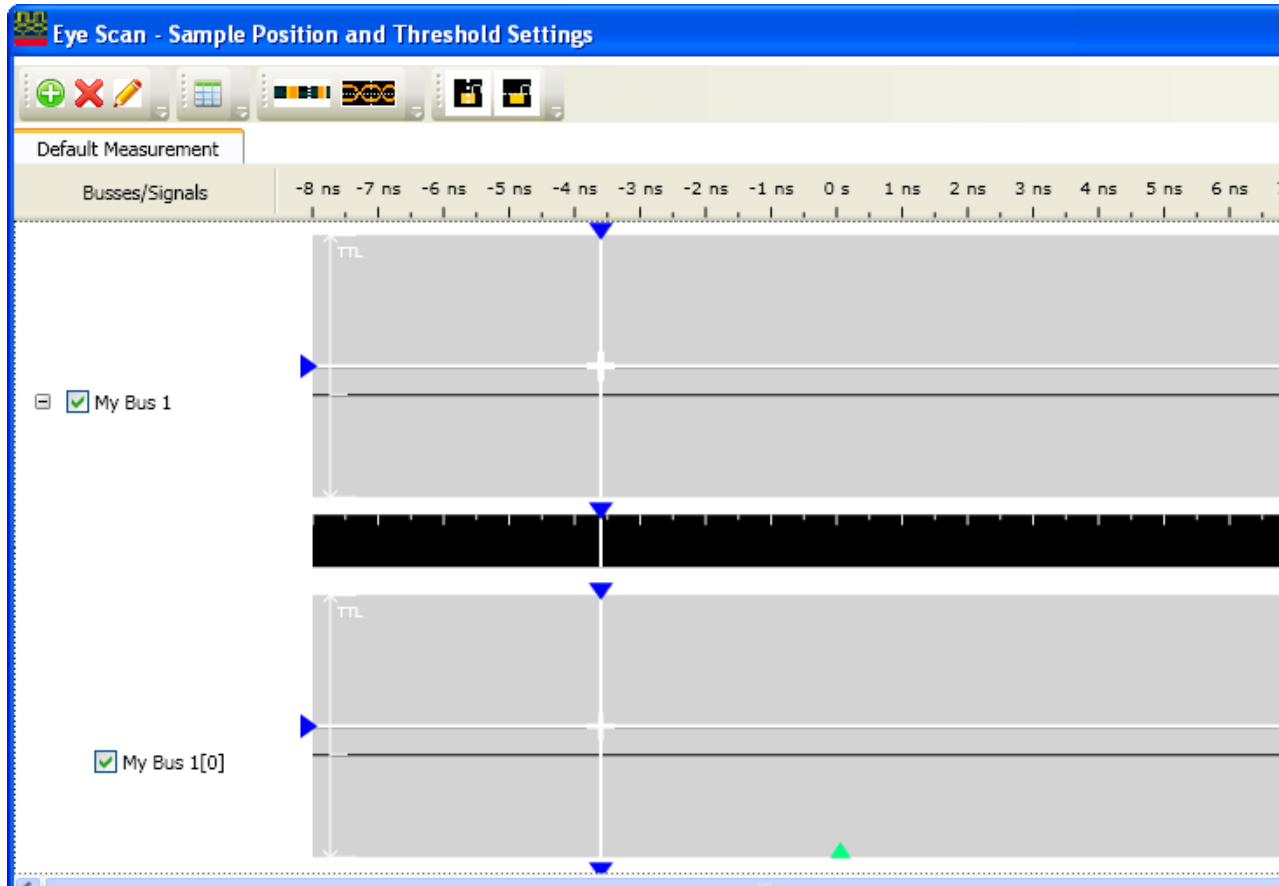 Eye Scan - Sample Position and Threshold Settings
Default Measurement
Busses/Signals -8 ns -7 ns -6 ns -5 ns -4 ns -3 ns -2 ns -1 ns 0 s 1 ns 2 ns 3 ns 4 ns 5 ns 6 ns
TTL
My Bus 1
TTL
My Bus 1[0]